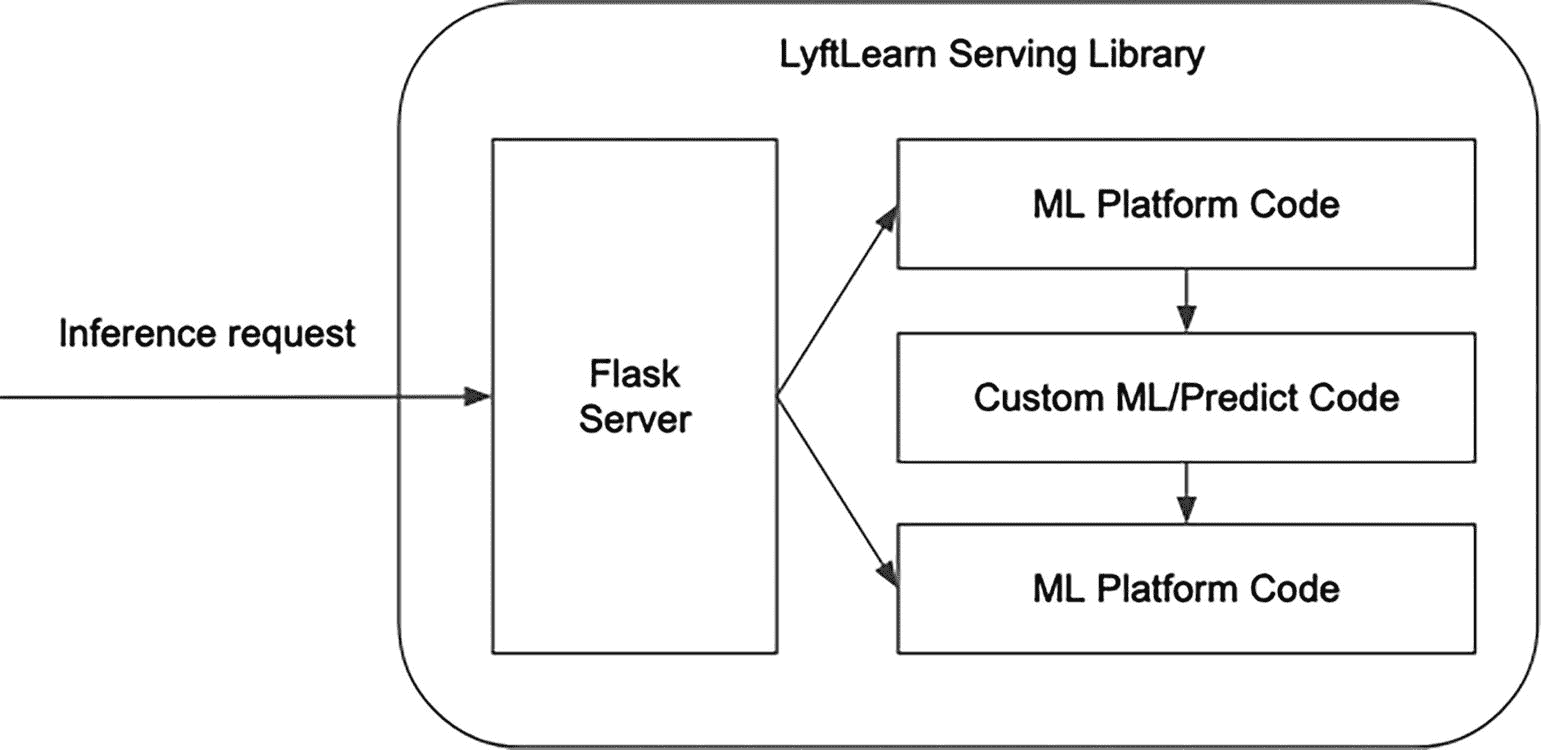 LyftLearn Serving Library
Inference request
Flask
Server
ML Platform Code
Custom ML/Predict Code
ML Platform Code